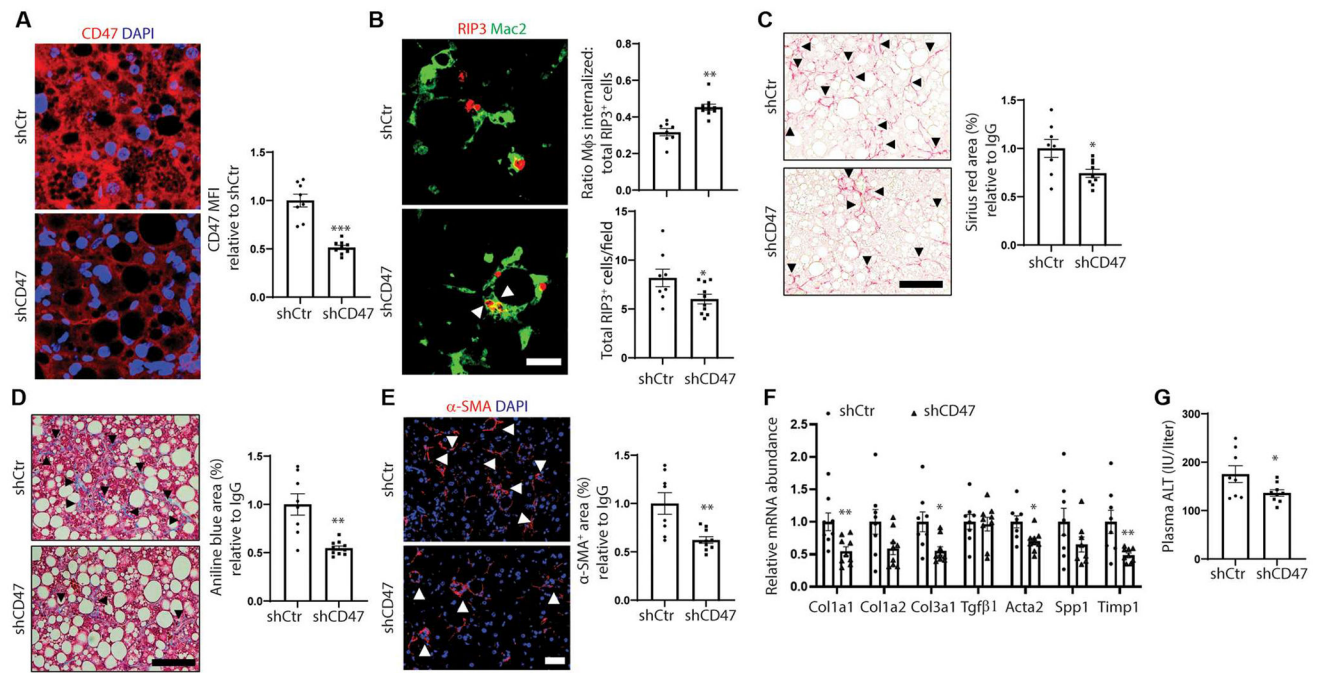 A
CD47 DAPI
shCtr
shCD47
CD47 MFI
relative to shCtr
1.5
1.0
0.5
0.0
***
shCtr shCD47
B
RIP3 Mac2
shCtr
shCD47
Ratio Mϕs internalized:
total RIP3⁺ cells
0.8
0.6
0.4
0.2
0.0
**
Total RIP3⁺ cells/field
15
10
5
0
*
shCtr shCD47
C
shCtr
shCD47
Sirius red area (%)
relative to IgG
1.5
1.0
0.5
0.0
*
shCtr shCD47
D
shCtr
shCD47
Aniline blue area (%)
relative to IgG
1.5
1.0
0.5
0.0
**
shCtr shCD47
E
α-SMA DAPI
shCtr
shCD47
α-SMA⁺ area (%)
relative to IgG
1.5
1.0
0.5
0.0
**
shCtr shCD47
F
shCtr shCD47
Relative mRNA abundance
2.5
2.0
1.5
1.0
0.5
0.0
** * * **
Col1a1 Col1a2 Col3a1 Tgfβ1 Acta2 Spp1 Timp1
G
Plasma ALT (IU/liter)
300
200
100
0
*
shCtr shCD47